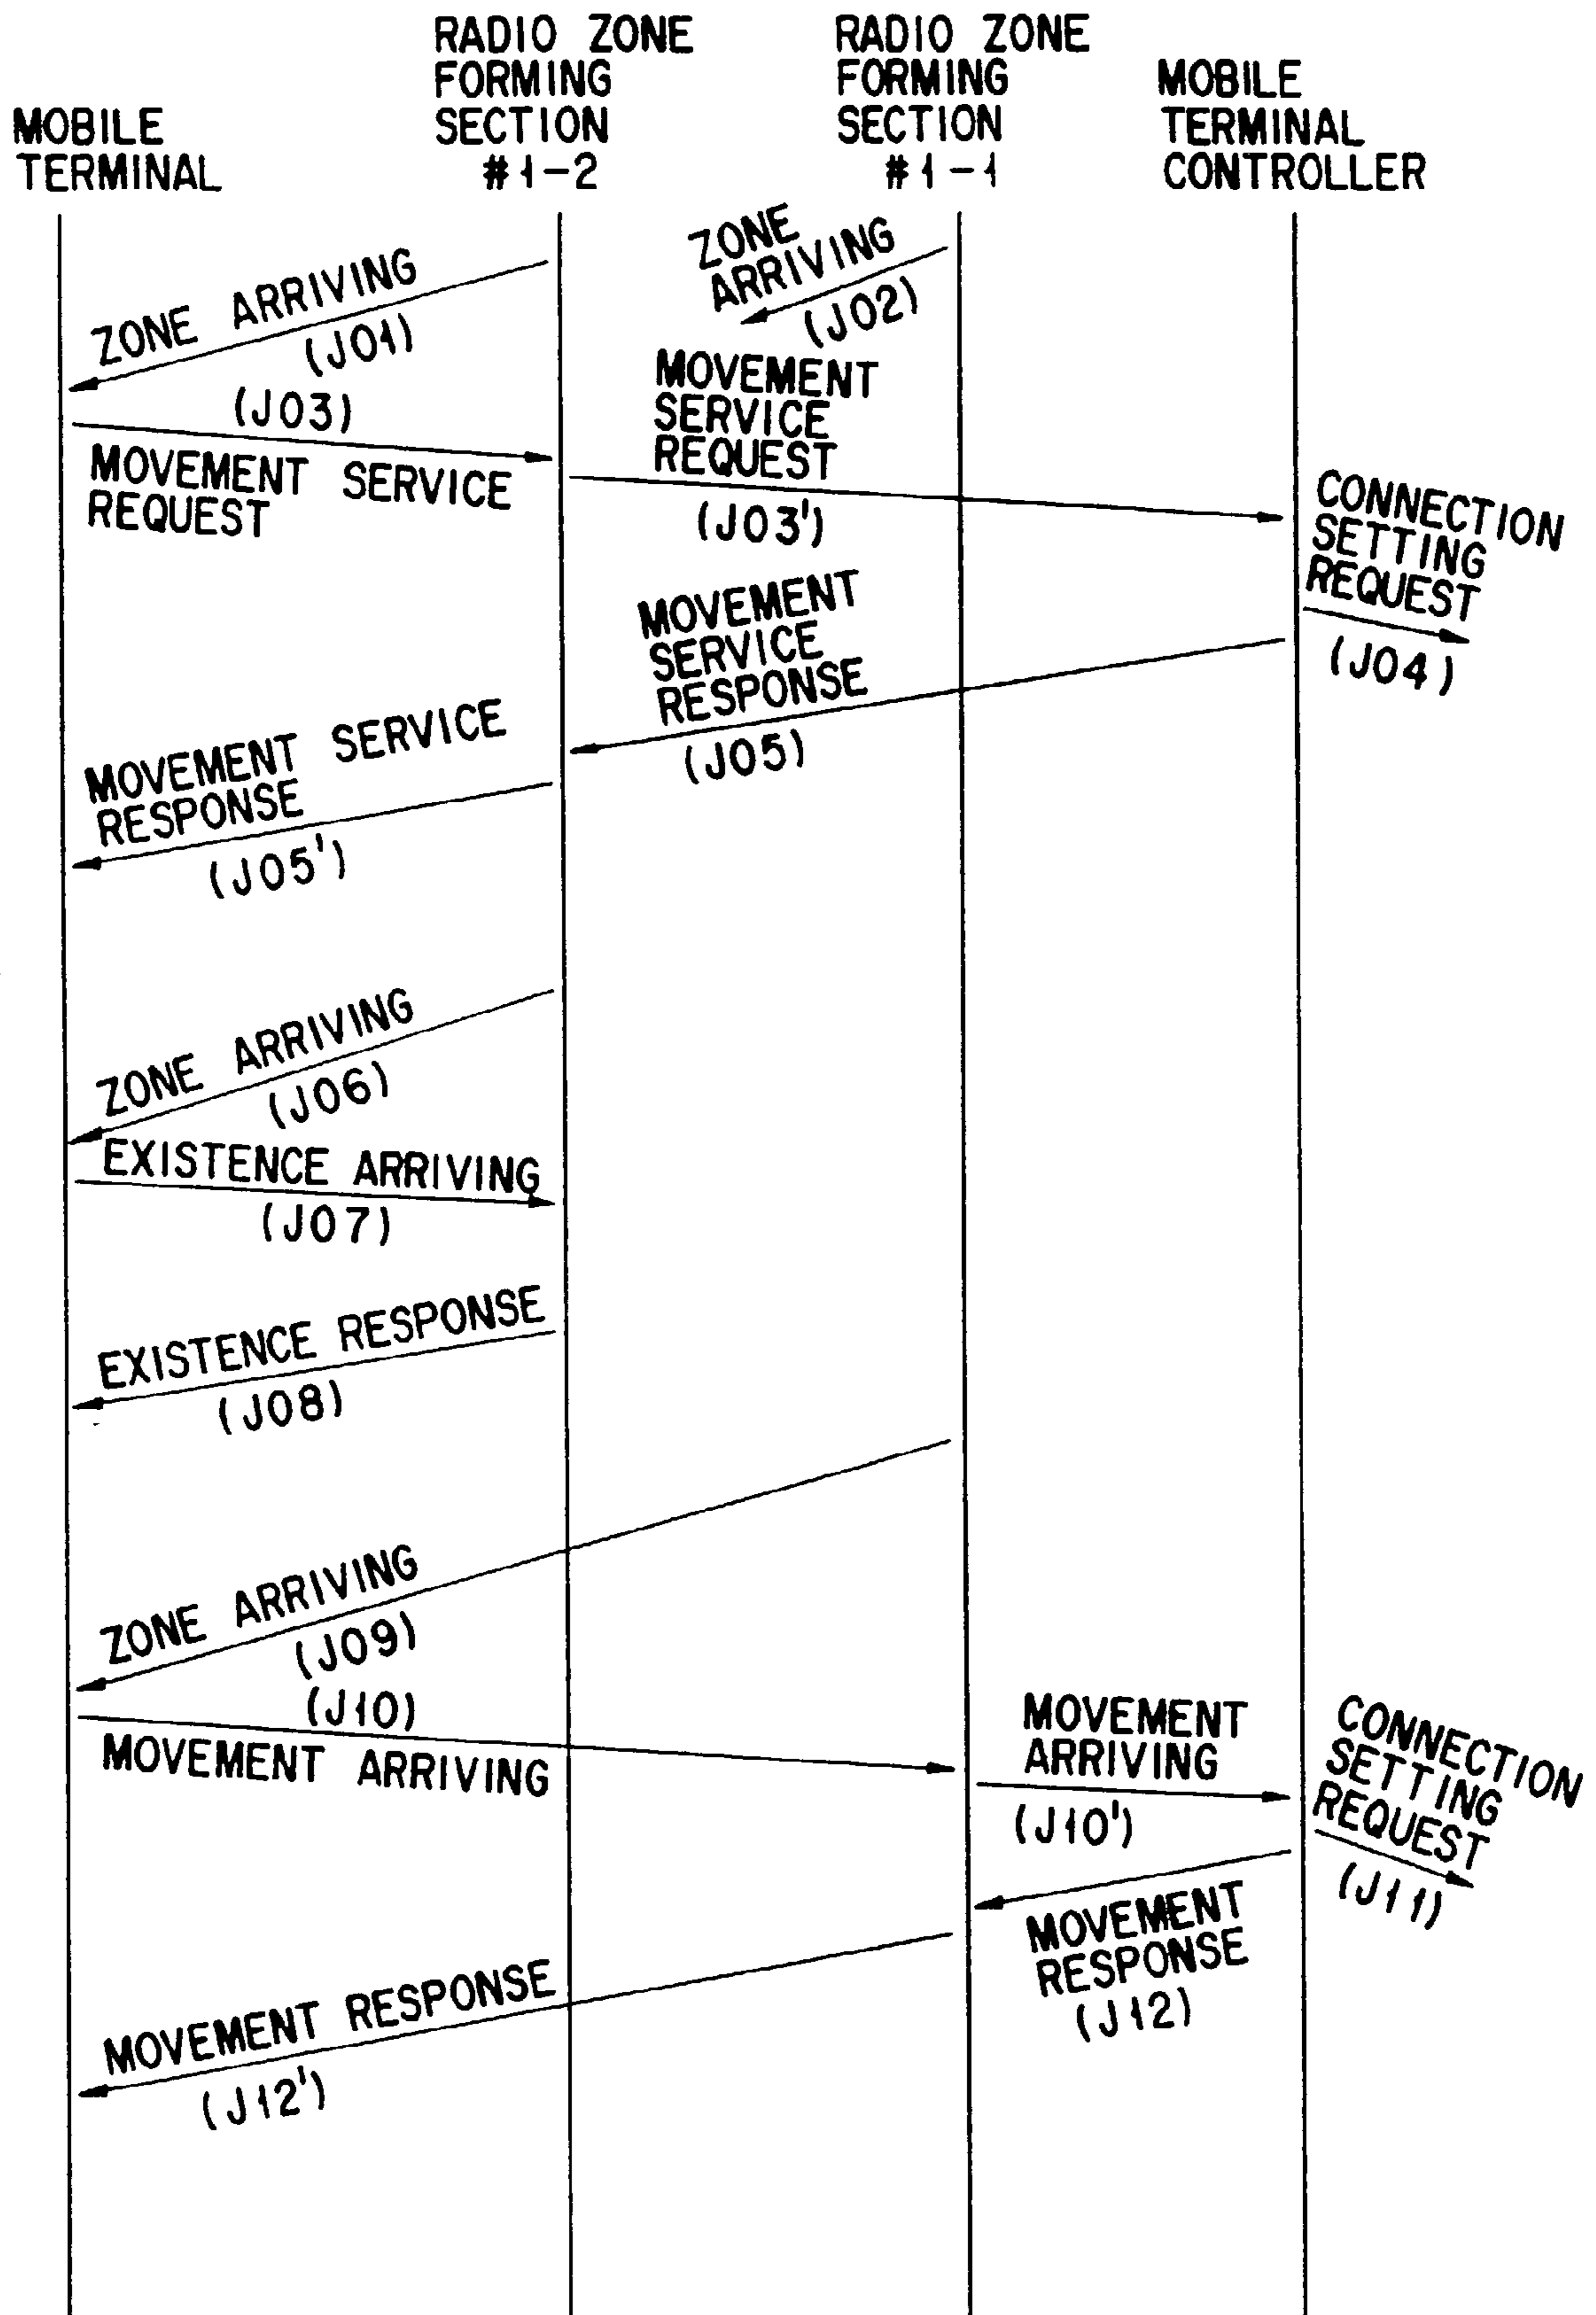 MOBILE
TERMINAL
RADIO ZONE
FORMING
SECTION
#1-2
RADIO ZONE
FORMING
SECTION
#1-1
MOBILE
TERMINAL
CONTROLLER
ZONE ARRIVING
(J01)
ZONE
ARRIVING
(J02)
(J03)
MOVEMENT SERVICE
REQUEST
MOVEMENT
SERVICE
REQUEST
(J03')
CONNECTION
SETTING
REQUEST
(J04)
MOVEMENT
SERVICE
RESPONSE
(J05)
MOVEMENT SERVICE
RESPONSE
(J05')
ZONE ARRIVING
(J06)
EXISTENCE ARRIVING
(J07)
EXISTENCE RESPONSE
(J08)
ZONE ARRIVING
(J09)
(J10)
MOVEMENT ARRIVING
MOVEMENT
ARRIVING
(J10')
CONNECTION
SETTING
REQUEST
(J11)
MOVEMENT
RESPONSE
(J12)
MOVEMENT RESPONSE
(J12')